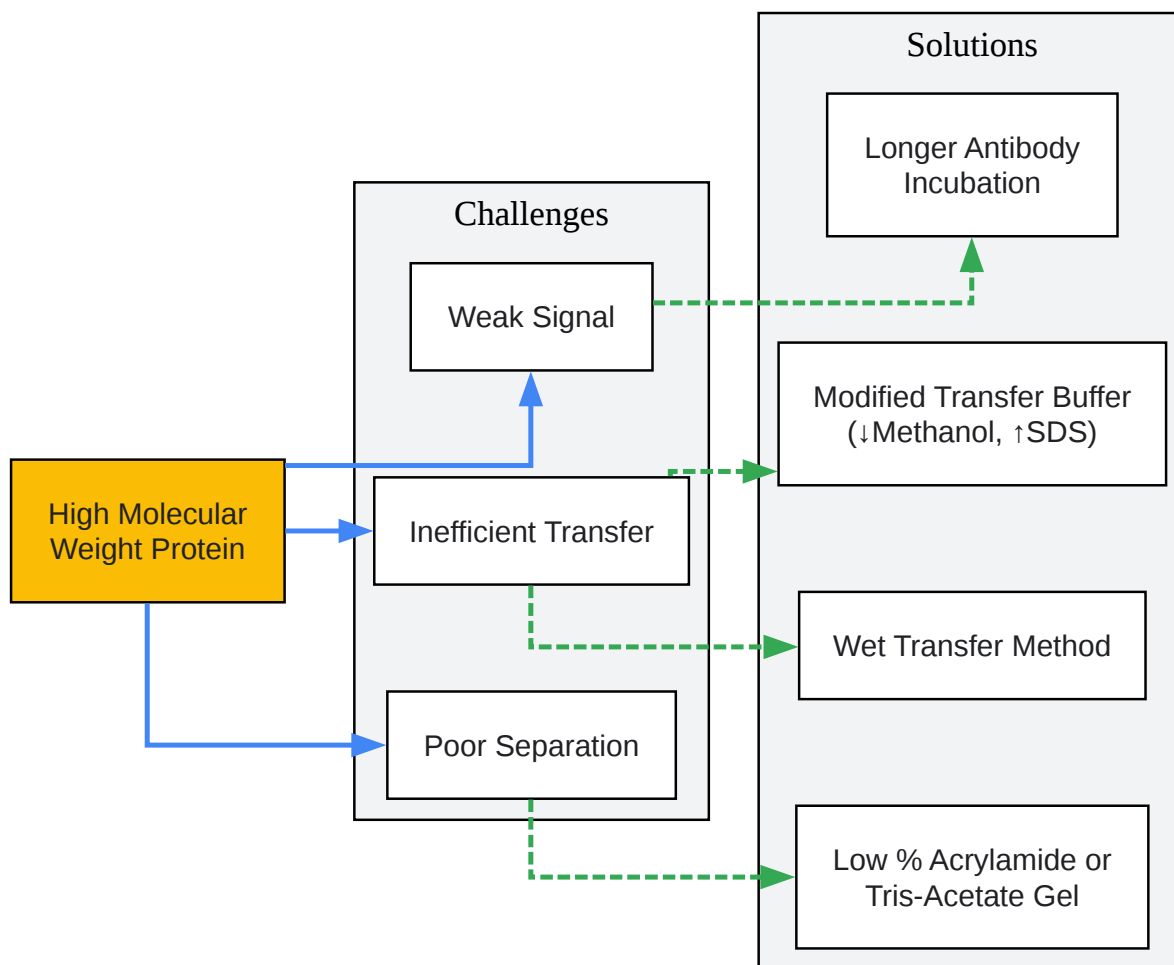 Solutions
Longer Antibody
Incubation
Challenges
Weak Signal
Modified Transfer Buffer
(↓Methanol, ↑SDS)
High Molecular
Weight Protein
Inefficient Transfer
Wet Transfer Method
Poor Separation
Low % Acrylamide or
Tris-Acetate Gel